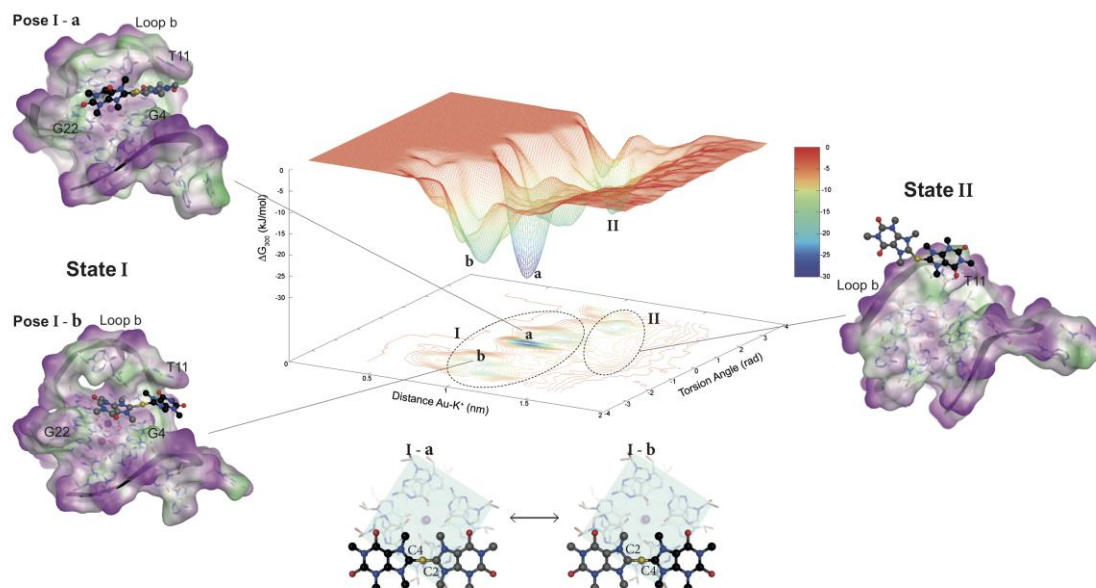 Pose I - a
Loop b
T11
G22
G4
State I
Pose I - b
Loop b
T11
G22
G4
0
-5
-10
-15
-20
-25
-30
ΔG₃₀₀ (kJ/mol)
b
a
II
I
a
b
II
0
0.5
1
1.5
2
Distance Au-K⁺ (nm)
-4
-3
-2
-1
0
1
2
3
4
Torsion Angle (rad)
0
-5
-10
-15
-20
-25
-30
State II
Loop b
T11
I - a
C4
C2
I - b
C2
C4